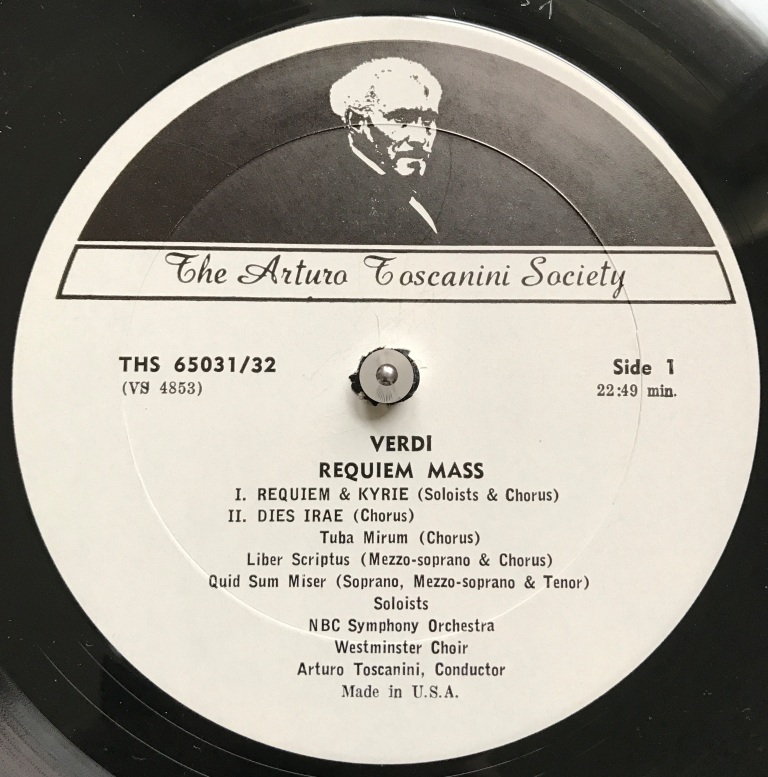 The Arturo Toscanini Society
THS 65031/32
Side 1
(VS 4853)
22:49 min.
VERDI
REQUIEM MASS
I. REQUIEM & KYRIE (Soloists & Chorus)
II. DIES IRAE (Chorus)
Tuba Mirum (Chorus)
Liber Scriptus (Mezzo-soprano & Chorus)
Quid Sum Miser (Soprano, Mezzo-soprano & Tenor)
Soloists
NBC Symphony Orchestra
Westminster Choir
Arturo Toscanini, Conductor
Made in U.S.A.